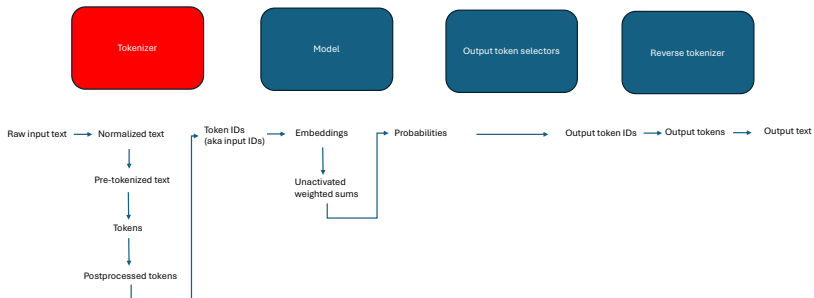 Tokenizer
Model
Output token selectors
Reverse tokenizer
Raw input text
Normalized text
Token IDs
(aka input IDs)
Embeddings
Probabilities
Output token IDs
Output tokens
Output text
Pre-tokenized text
Unactivated
weighted sums
Tokens
Postprocessed tokens